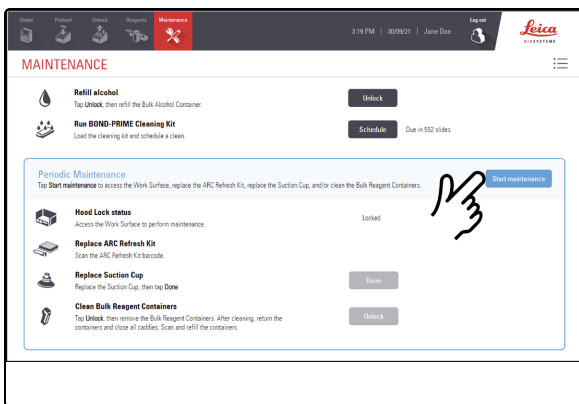 Status Preload Unload Reagents Maintenance
3:19 PM | 30/09/21 | Jane Doe
Log out
Leica
BIOSYSTEMS
MAINTENANCE
Refill alcohol
Tap Unlock, then refill the Bulk Alcohol Container.
Unlock
Run BOND-PRIME Cleaning Kit
Load the cleaning kit and schedule a clean.
Schedule Due in 552 slides
Periodic Maintenance
Tap Start maintenance to access the Work Surface, replace the ARC Refresh Kit, replace the Suction Cup, and/or clean the Bulk Reagent Containers.
Start maintenance
Hood Lock status
Access the Work Surface to perform maintenance.
Locked
Replace ARC Refresh Kit
Scan the ARC Refresh Kit barcode.
Replace Suction Cup
Replace the Suction Cup, then tap Done
Done
Clean Bulk Reagent Containers
Tap Unlock, then remove the Bulk Reagent Containers. After cleaning, return the
containers and close all caddies. Scan and refill the containers.
Unlock